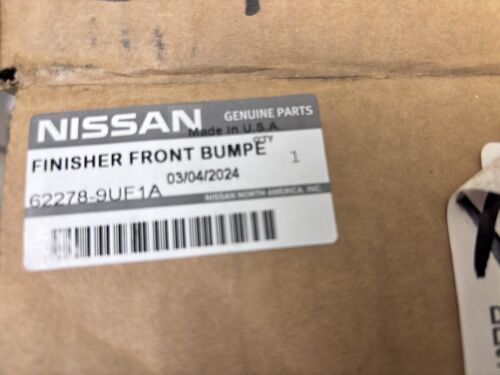 NISSAN GENUINE PARTS
Made in U.S.A.
FINISHER FRONT BUMPE
QTY 1
03/04/2024
62278-9UF1A
NISSAN NORTH AMERICA, INC.